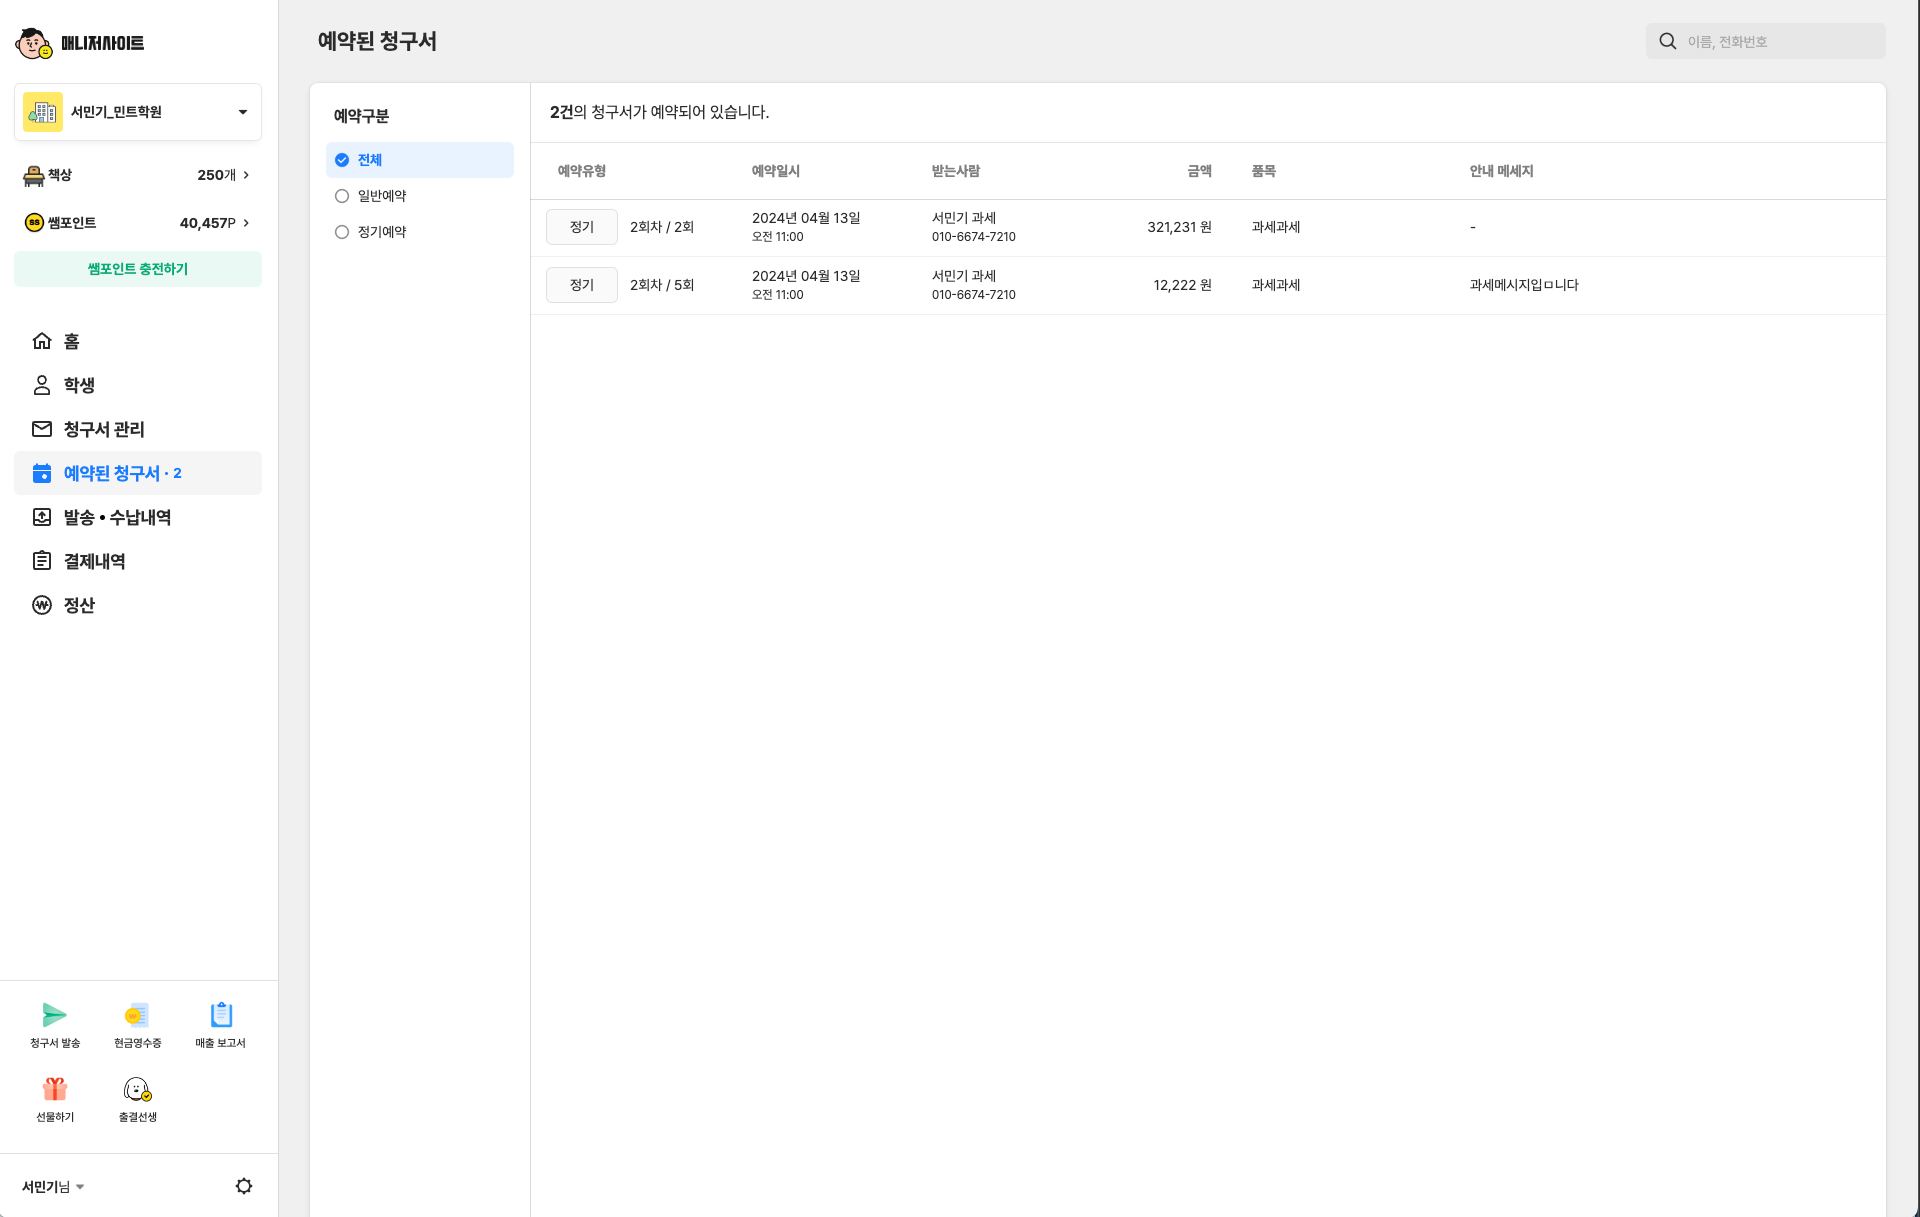 매니저사이트
서민기_민트학원
책상 250개
쌤포인트 40,457P
쌤포인트 충전하기
홈
학생
청구서 관리
예약된 청구서 · 2
발송 • 수납내역
결제내역
정산
청구서 발송
현금영수증
매출 보고서
선물하기
출결선생
서민기님
예약된 청구서
이름, 전화번호
예약구분
전체
일반예약
정기예약
2건의 청구서가 예약되어 있습니다.
예약유형 예약일시 받는사람 금액 품목 안내 메세지
정기 2회차 / 2회 2024년 04월 13일 서민기 과세 321,231 원 과세과세 -
오전 11:00 010-6674-7210
정기 2회차 / 5회 2024년 04월 13일 서민기 과세 12,222 원 과세과세 과세메시지입ㅁ니다
오전 11:00 010-6674-7210